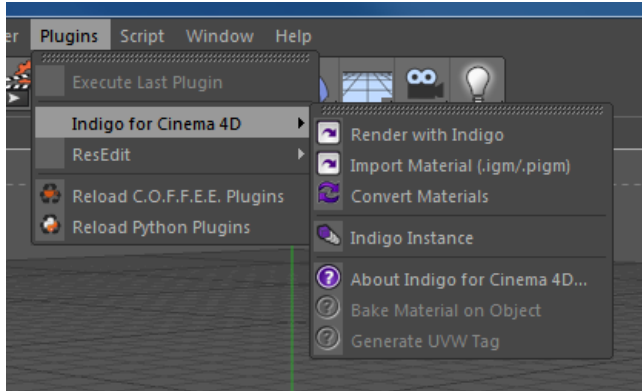 er Plugins Script Window Help
Execute Last Plugin
Indigo for Cinema 4D
ResEdit
Reload C.O.F.F.E.E. Plugins
Reload Python Plugins
Render with Indigo
Import Material (.igm/.pigm)
Convert Materials
Indigo Instance
About Indigo for Cinema 4D...
Bake Material on Object
Generate UVW Tag